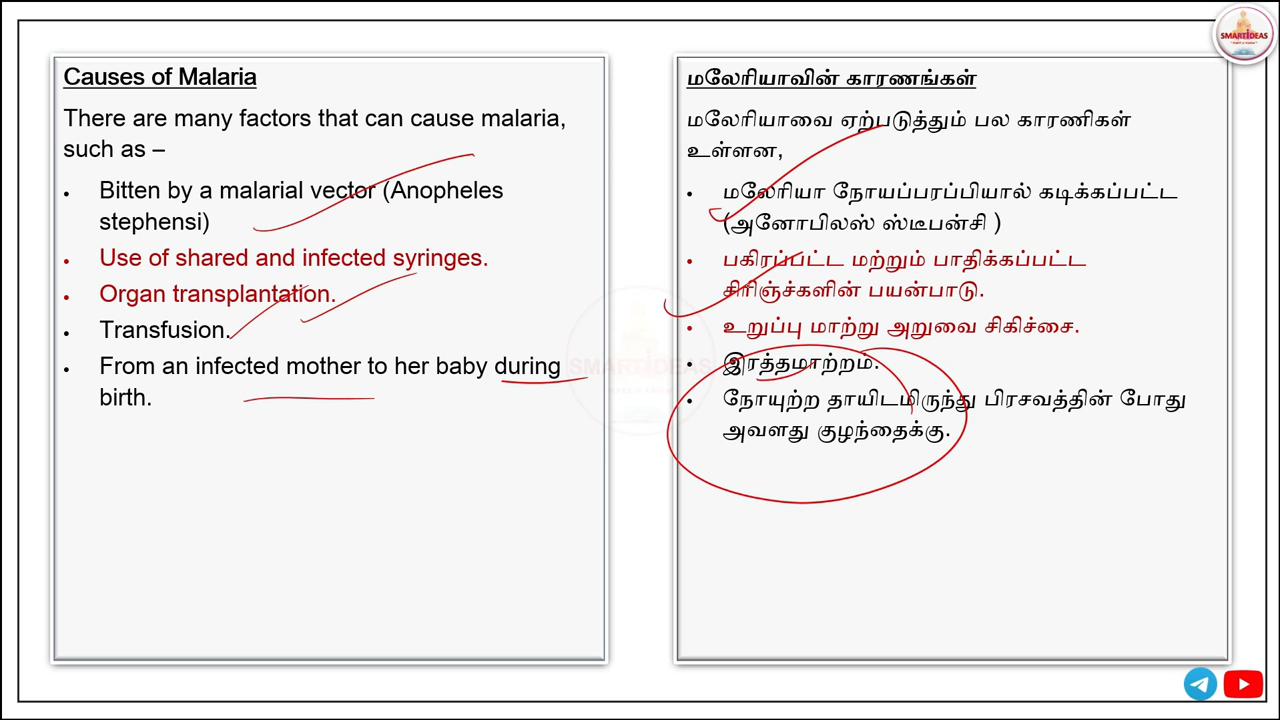 SMARTIDEAS
Causes of Malaria
There are many factors that can cause malaria,
such as –
• Bitten by a malarial vector (Anopheles
stephensi)
• Use of shared and infected syringes.
• Organ transplantation.
• Transfusion.
• From an infected mother to her baby during
birth.
மலேரியாவின் காரணங்கள்
மலேரியாவை ஏற்படுத்தும் பல காரணிகள்
உள்ளன,
• மலேரியா நோயப்பரப்பியால் கடிக்கப்பட்ட
(அனோபிலஸ் ஸ்டீபன்சி )
• பகிரப்பட்ட மற்றும் பாதிக்கப்பட்ட
சிரிஞ்ச்களின் பயன்பாடு.
• உறுப்பு மாற்று அறுவை சிகிச்சை.
• இரத்தமாற்றம்.
• நோயுற்ற தாயிடமிருந்து பிரசவத்தின் போது
அவளது குழந்தைக்கு.
SMARTIDEAS